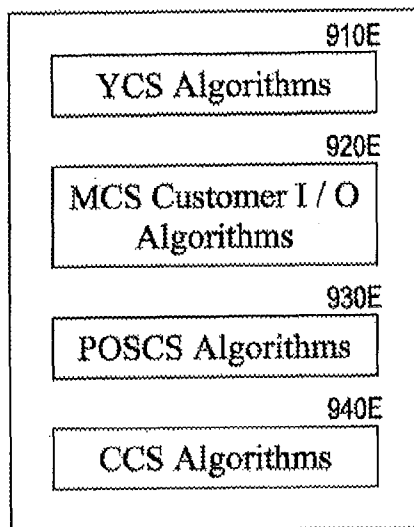 910E
YCS Algorithms
920E
MCS Customer I / O
Algorithms
930E
POSCS Algorithms
940E
CCS Algorithms